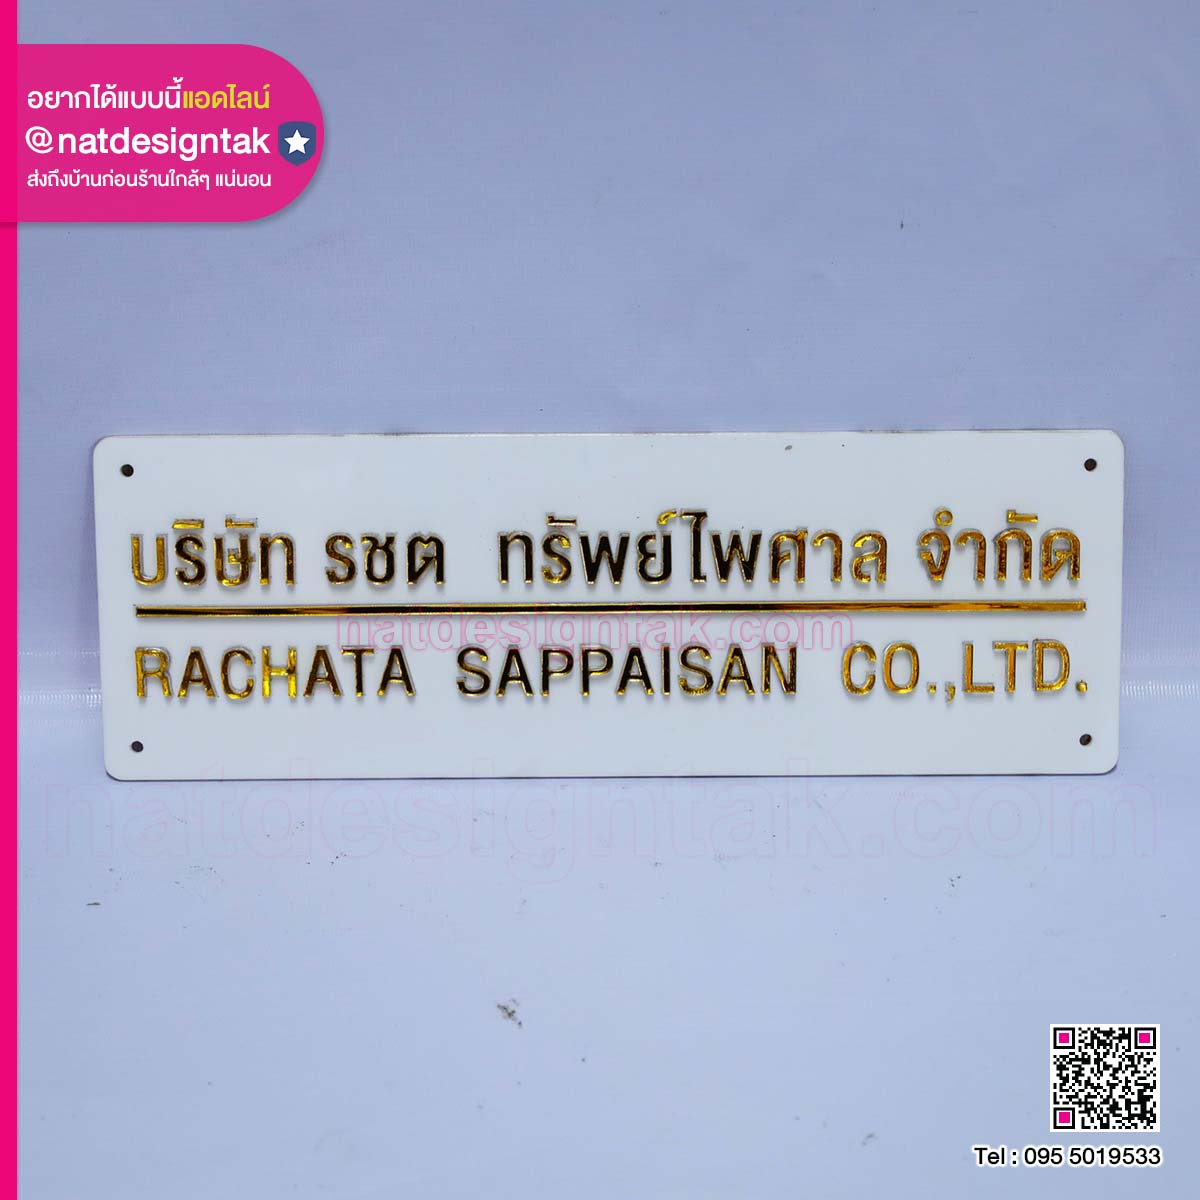 อยากได้แบบนี้แอดไลน์
@natdesigntak
ส่งถึงบ้านก่อนร้านใกล้ๆ แน่นอน
บริษัท รชต ทรัพย์ไพศาล จำกัด
natdesigntak.com
RACHATA SAPPAISAN CO.,LTD.
natdesigntak.com
Tel : 095 5019533